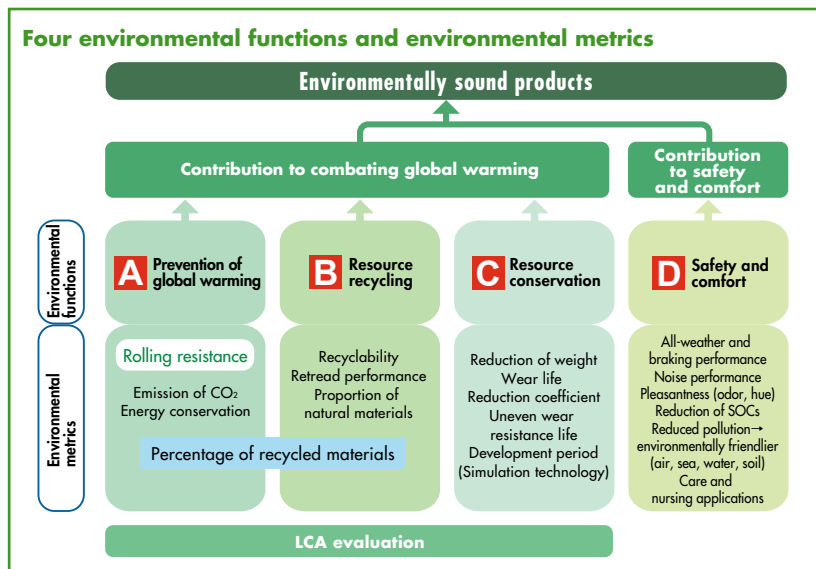 Four environmental functions and environmental metrics
Environmentally sound products
Contribution to combating global warming
Contribution
to safety
and comfort
Environmental
functions
A Prevention of
global warming
B Resource
recycling
C Resource
conservation
D Safety and
comfort
Environmental
metrics
Rolling resistance
Emission of CO₂
Energy conservation
Recyclability
Retread performance
Proportion of
natural materials
Percentage of recycled materials
Reduction of weight
Wear life
Reduction coefficient
Uneven wear
resistance life
Development period
(Simulation technology)
All-weather and
braking performance
Noise performance
Pleasantness (odor, hue)
Reduction of SOCs
Reduced pollution→
environmentally friendlier
(air, sea, water, soil)
Care and
nursing applications
LCA evaluation